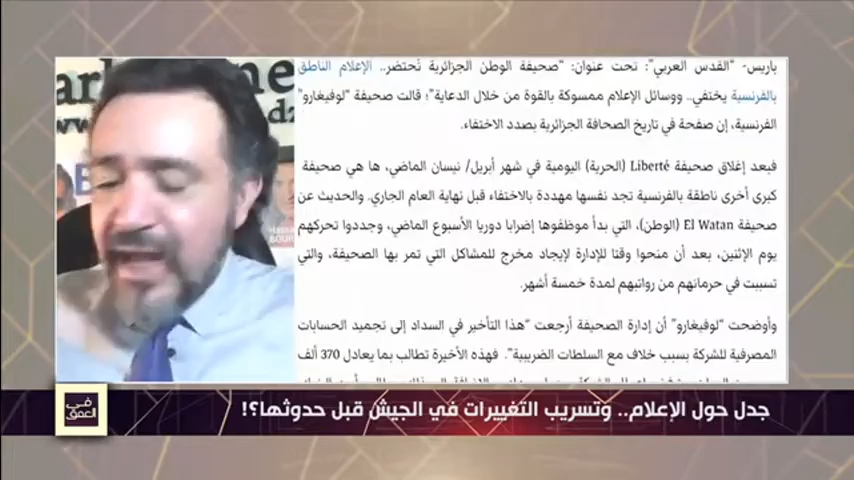 باريس- "القدس العربي": تحت عنوان: "صحيفة الوطن الجزائرية تُحتضر.. الإعلام الناطق
بالفرنسية يختفي.. ووسائل الإعلام ممسوكة بالقوة من خلال الدعاية"؛ قالت صحيفة "لوفيغارو"
الفرنسية، إن صفحة في تاريخ الصحافة الجزائرية بصدد الاختفاء.
فبعد إغلاق صحيفة Liberté (الحرية) اليومية في شهر أبريل/ نيسان الماضي، ها هي صحيفة
كبرى أخرى ناطقة بالفرنسية تجد نفسها مهددة بالاختفاء قبل نهاية العام الجاري. والحديث عن
صحيفة El Watan (الوطن)، التي بدأ موظفوها إضرابا دوريا الأسبوع الماضي، وجددوا تحركهم
يوم الإثنين، بعد أن منحوا وقتا للإدارة لإيجاد مخرج للمشاكل التي تمر بها الصحيفة، والتي
تسببت في حرمانهم من رواتبهم لمدة خمسة أشهر.
وأوضحت "لوفيغارو" أن إدارة الصحيفة أرجعت "هذا التأخير في السداد إلى تجميد الحسابات
المصرفية للشركة بسبب خلاف مع السلطات الضريبية". فهذه الأخيرة تطالب بما يعادل 370 ألف
في العمق
جدل حول الإعلام.. وتسريب التغييرات في الجيش قبل حدوثها؟!